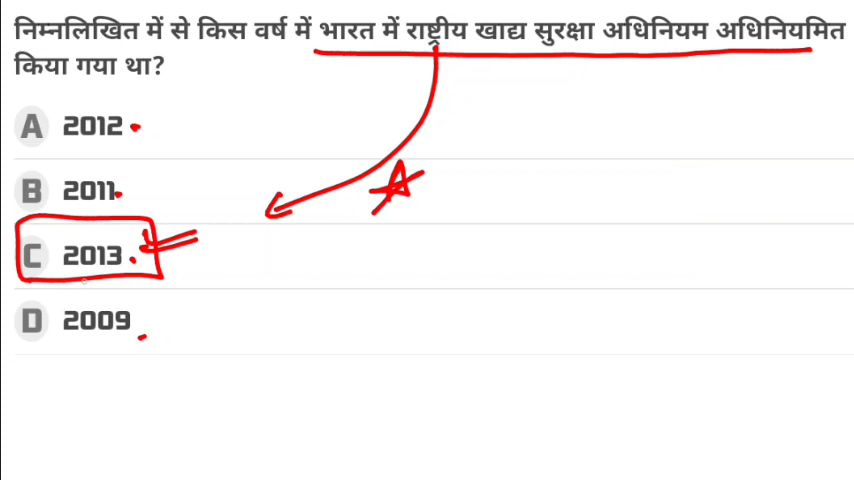 निम्नलिखित में से किस वर्ष में भारत में राष्ट्रीय खाद्य सुरक्षा अधिनियम अधिनियमित
किया गया था?
A 2012
B 2011
C 2013
D 2009